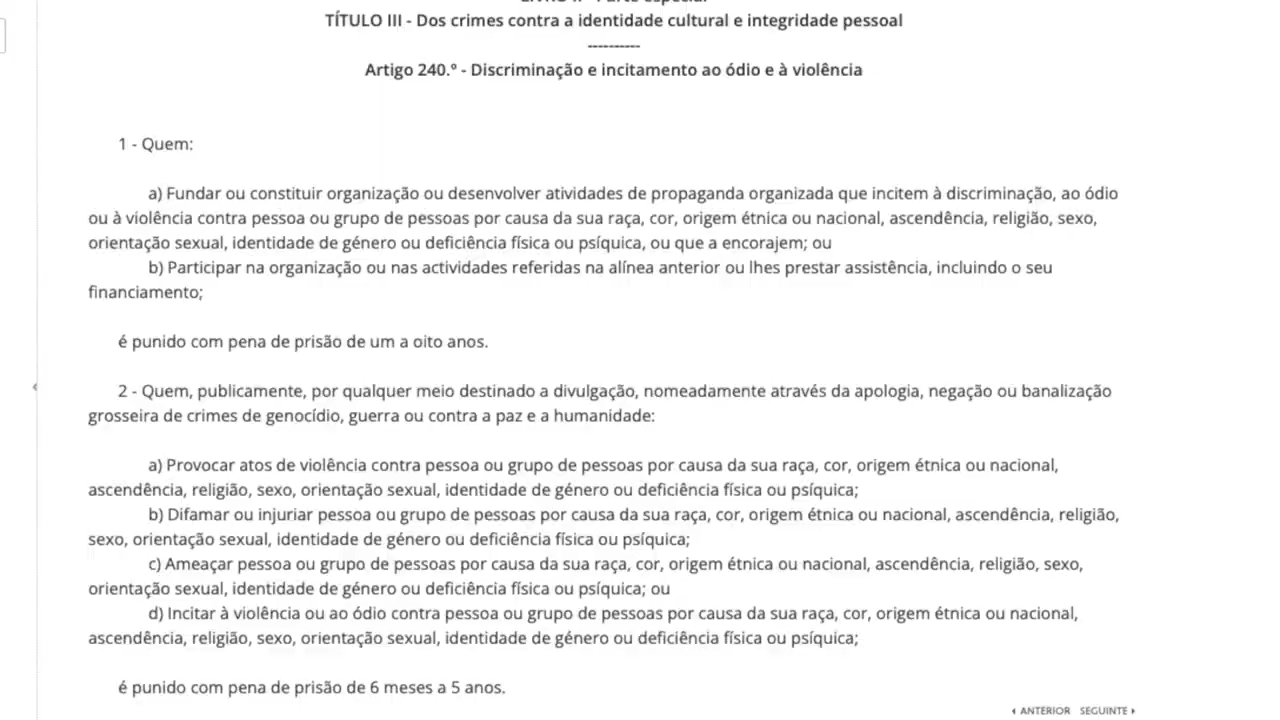 TÍTULO III - Dos crimes contra a identidade cultural e integridade pessoal
----------
Artigo 240.º - Discriminação e incitamento ao ódio e à violência
1 - Quem:
a) Fundar ou constituir organização ou desenvolver atividades de propaganda organizada que incitem à discriminação, ao ódio
ou à violência contra pessoa ou grupo de pessoas por causa da sua raça, cor, origem étnica ou nacional, ascendência, religião, sexo,
orientação sexual, identidade de género ou deficiência física ou psíquica, ou que a encorajem; ou
b) Participar na organização ou nas actividades referidas na alínea anterior ou lhes prestar assistência, incluindo o seu
financiamento;
é punido com pena de prisão de um a oito anos.
2 - Quem, publicamente, por qualquer meio destinado a divulgação, nomeadamente através da apologia, negação ou banalização
grosseira de crimes de genocídio, guerra ou contra a paz e a humanidade:
a) Provocar atos de violência contra pessoa ou grupo de pessoas por causa da sua raça, cor, origem étnica ou nacional,
ascendência, religião, sexo, orientação sexual, identidade de género ou deficiência física ou psíquica;
b) Difamar ou injuriar pessoa ou grupo de pessoas por causa da sua raça, cor, origem étnica ou nacional, ascendência, religião,
sexo, orientação sexual, identidade de género ou deficiência física ou psíquica;
c) Ameaçar pessoa ou grupo de pessoas por causa da sua raça, cor, origem étnica ou nacional, ascendência, religião, sexo,
orientação sexual, identidade de género ou deficiência física ou psíquica; ou
d) Incitar à violência ou ao ódio contra pessoa ou grupo de pessoas por causa da sua raça, cor, origem étnica ou nacional,
ascendência, religião, sexo, orientação sexual, identidade de género ou deficiência física ou psíquica;
é punido com pena de prisão de 6 meses a 5 anos.
ANTERIOR SEGUINTE